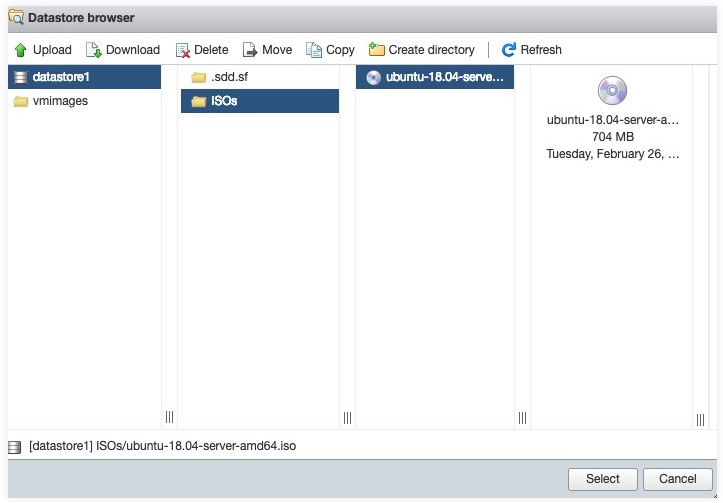 Datastore browser
Upload Download Delete Move Copy Create directory Refresh
datastore1 .sdd.sf ubuntu-18.04-serve...
vmimages ISOs
ubuntu-18.04-server-a...
704 MB
Tuesday, February 26, ...
[datastore1] ISOs/ubuntu-18.04-server-amd64.iso
Select Cancel